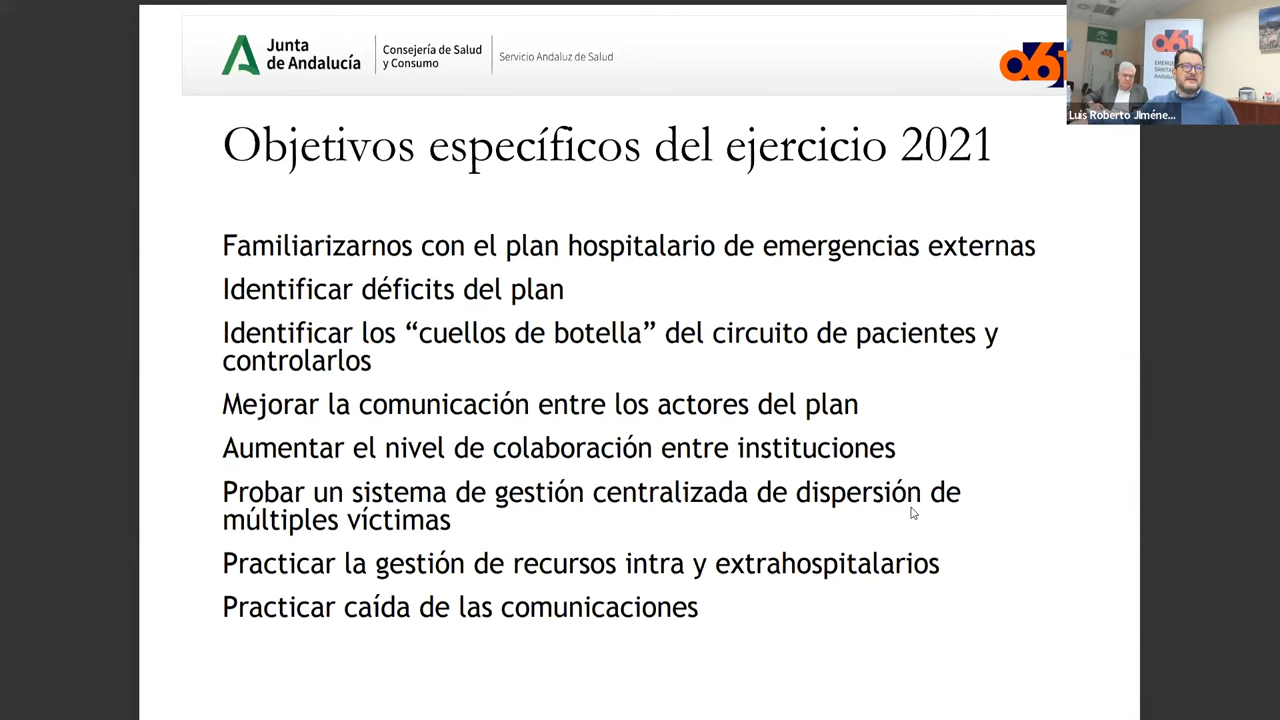 Junta
de Andalucía
Consejería de Salud
y Consumo
Servicio Andaluz de Salud
061
061
EMERGE
SANITA
Andaluc
Luis Roberto Jiméne...
Objetivos específicos del ejercicio 2021
Familiarizarnos con el plan hospitalario de emergencias externas
Identificar déficits del plan
Identificar los “cuellos de botella” del circuito de pacientes y
controlarlos
Mejorar la comunicación entre los actores del plan
Aumentar el nivel de colaboración entre instituciones
Probar un sistema de gestión centralizada de dispersión de
múltiples víctimas
Practicar la gestión de recursos intra y extrahospitalarios
Practicar caída de las comunicaciones